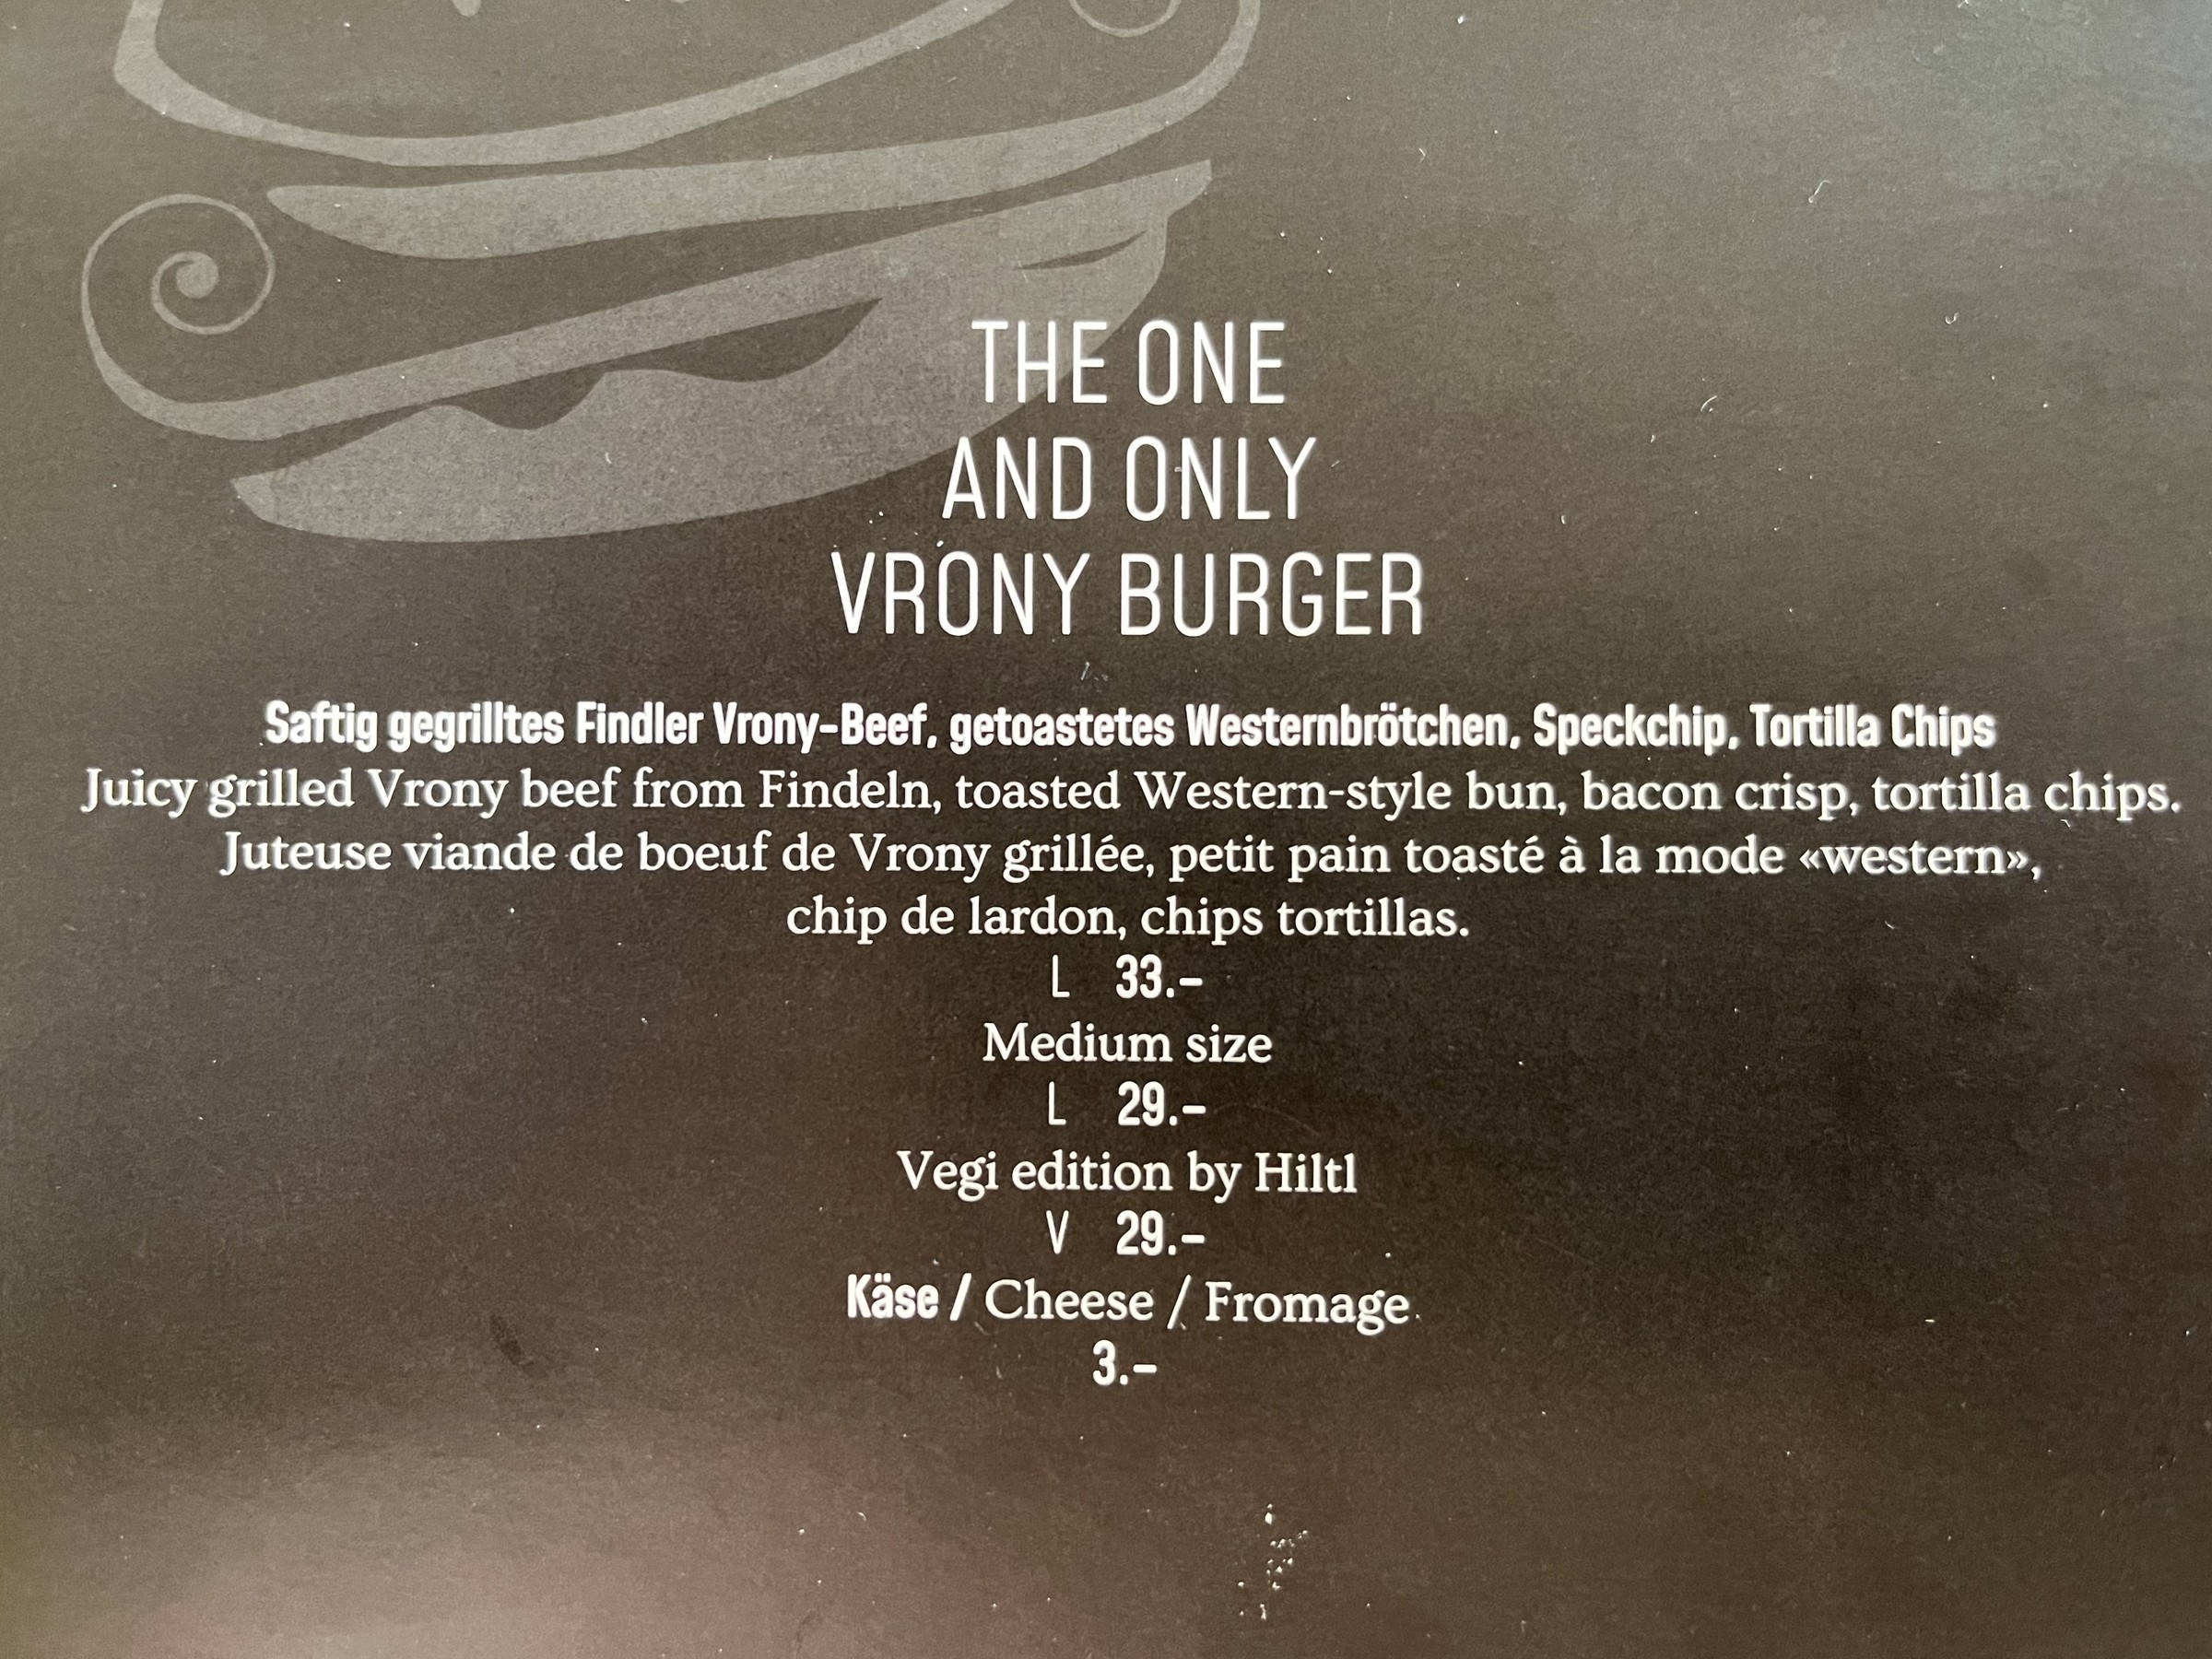 THE ONE
AND ONLY
VRONY BURGER
Saftig gegrilltes Findler Vrony-Beef, getoastetes Westernbrötchen, Speckchip, Tortilla Chips
Juicy grilled Vrony beef from Findeln, toasted Western-style bun, bacon crisp, tortilla chips.
Juteuse viande de boeuf de Vrony grillée, petit pain toasté à la mode «western»,
chip de lardon, chips tortillas.
L 33.–
Medium size
L 29.–
Vegi edition by Hiltl
V 29.–
Käse / Cheese / Fromage
3.–